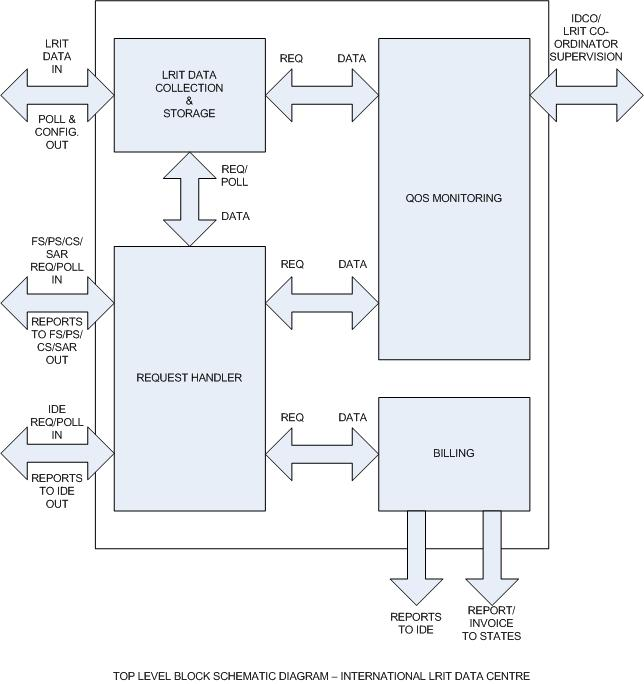 IDCO/
LRIT CO-
ORDINATOR
SUPERVISION
LRIT
DATA
IN
POLL &
CONFIG.
OUT
LRIT DATA
COLLECTION
&
STORAGE
REQ
DATA
QOS MONITORING
REQ/
POLL
DATA
FS/PS/CS/
SAR
REQ/POLL
IN
REPORTS
TO FS/PS/
CS/SAR
OUT
REQ
DATA
REQUEST HANDLER
IDE
REQ/POLL
IN
REPORTS
TO IDE
OUT
REQ
DATA
BILLING
REPORTS
TO IDE
REPORT/
INVOICE
TO STATES
TOP LEVEL BLOCK SCHEMATIC DIAGRAM – INTERNATIONAL LRIT DATA CENTRE